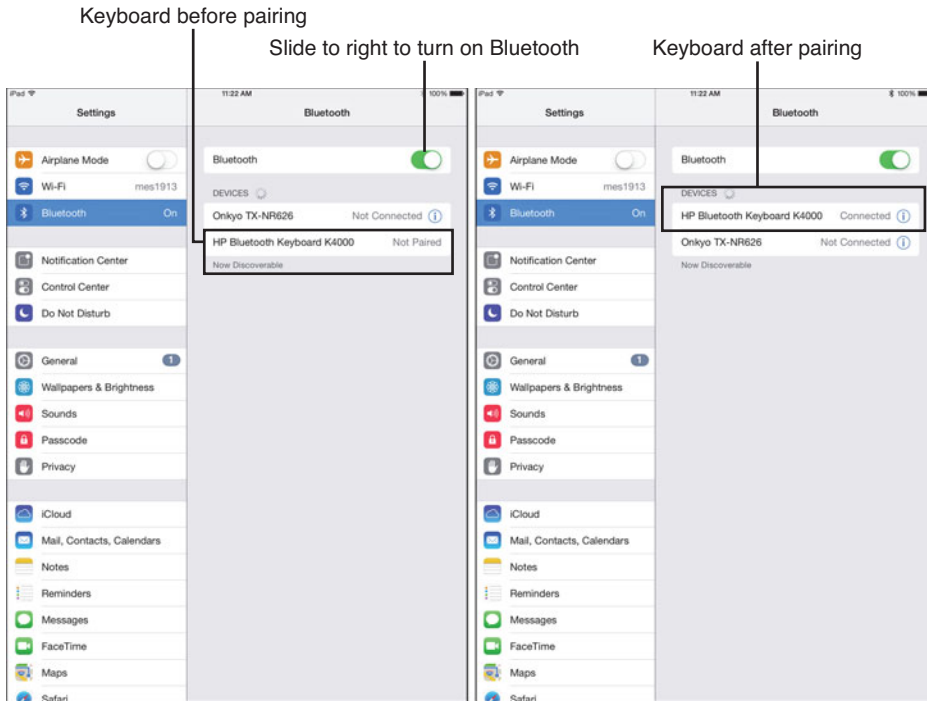 Keyboard before pairing
Slide to right to turn on Bluetooth
Keyboard after pairing
iPad
11:22 AM
100%
Settings
Bluetooth
Airplane Mode
Wi-Fi mes1913
Bluetooth On
Notification Center
Control Center
Do Not Disturb
General 1
Wallpapers & Brightness
Sounds
Passcode
Privacy
iCloud
Mail, Contacts, Calendars
Notes
Reminders
Messages
FaceTime
Maps
Safari
Bluetooth
DEVICES
Onkyo TX-NR626 Not Connected i
HP Bluetooth Keyboard K4000 Not Paired
Now Discoverable
iPad
11:22 AM
100%
Settings
Bluetooth
Airplane Mode
Wi-Fi mes1913
Bluetooth On
Notification Center
Control Center
Do Not Disturb
General 1
Wallpapers & Brightness
Sounds
Passcode
Privacy
iCloud
Mail, Contacts, Calendars
Notes
Reminders
Messages
FaceTime
Maps
Safari
Bluetooth
DEVICES
HP Bluetooth Keyboard K4000 Connected i
Onkyo TX-NR626 Not Connected i
Now Discoverable